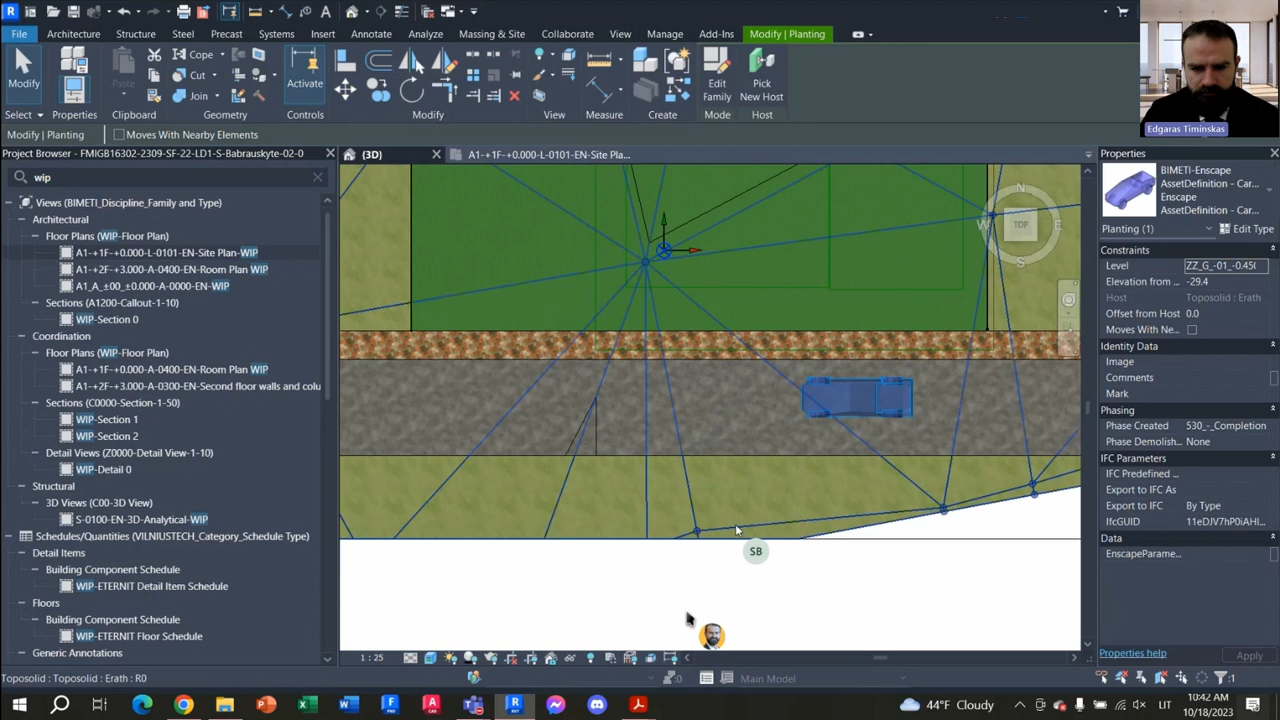 File
Architecture
Structure
Steel
Precast
Systems
Insert
Annotate
Analyze
Massing & Site
Collaborate
View
Manage
Add-Ins
Modify | Planting
Modify
Paste
Cope
Cut
Join
Activate
Edit
Family
Pick
New Host
Select
Properties
Clipboard
Geometry
Controls
Modify
View
Measure
Create
Mode
Host
Edgaras Timinskas
Modify | Planting
Moves With Nearby Elements
Project Browser - FMIGB16302-2309-SF-22-LD1-S-Babrauskyte-02-0
wip
Views (BIMETI_Discipline_Family and Type)
Architectural
Floor Plans (WIP-Floor Plan)
A1-+1F-+0.000-L-0101-EN-Site Plan-WIP
A1-+2F-+3.000-A-0400-EN-Room Plan WIP
A1_A_±00_±0.000-A-0000-EN-WIP
Sections (A1200-Callout-1-10)
WIP-Section 0
Coordination
Floor Plans (WIP-Floor Plan)
A1-+1F-+0.000-A-0400-EN-Room Plan WIP
A1-+2F-+3.000-A-0300-EN-Second floor walls and colu
Sections (C0000-Section-1-50)
WIP-Section 1
WIP-Section 2
Detail Views (Z0000-Detail View-1-10)
WIP-Detail 0
Structural
3D Views (C00-3D View)
S-0100-EN-3D-Analytical-WIP
Schedules/Quantities (VILNIUSTECH_Category_Schedule Type)
Detail Items
Building Component Schedule
WIP-ETERNIT Detail Item Schedule
Floors
Building Component Schedule
WIP-ETERNIT Floor Schedule
Generic Annotations
(3D)
A1-+1F-+0.000-L-0101-EN-Site Pla...
N
W
TOP
E
S
SB
1 : 25
Properties
BIMETI-Enscape
AssetDefinition - Car...
Enscape
AssetDefinition - Car...
Planting (1)
Edit Type
Constraints
Level
ZZ_G_-01_-0.45(
Elevation from ...
-29.4
Host
Toposolid : Erath
Offset from Host
0.0
Moves With Ne...
Identity Data
Image
Comments
Mark
Phasing
Phase Created
530_-_Completion
Phase Demolish...
None
IFC Parameters
IFC Predefined ...
Export to IFC As
Export to IFC
By Type
IfcGUID
11eDJV7hP0iAHI...
Data
EnscapeParame...
Properties help
Apply
Toposolid : Toposolid : Erath : R0
:0
Main Model
:1
44°F Cloudy
LIT
10:42 AM
10/18/2023